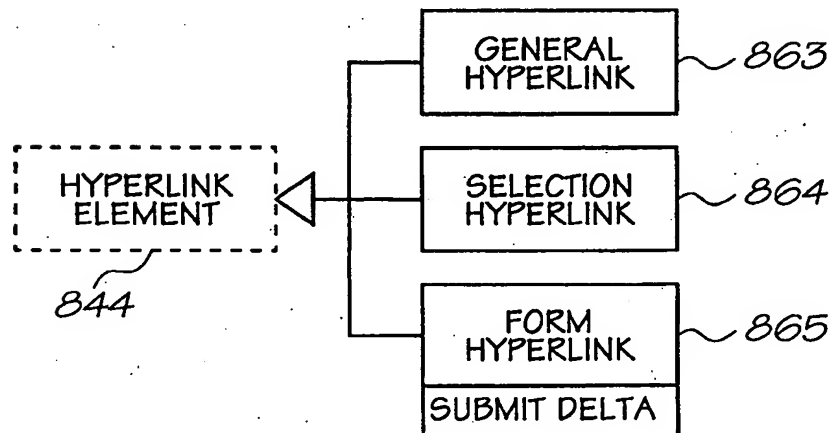 GENERAL
HYPERLINK
863
HYPERLINK
ELEMENT
844
SELECTION
HYPERLINK
864
FORM
HYPERLINK
865
SUBMIT DELTA